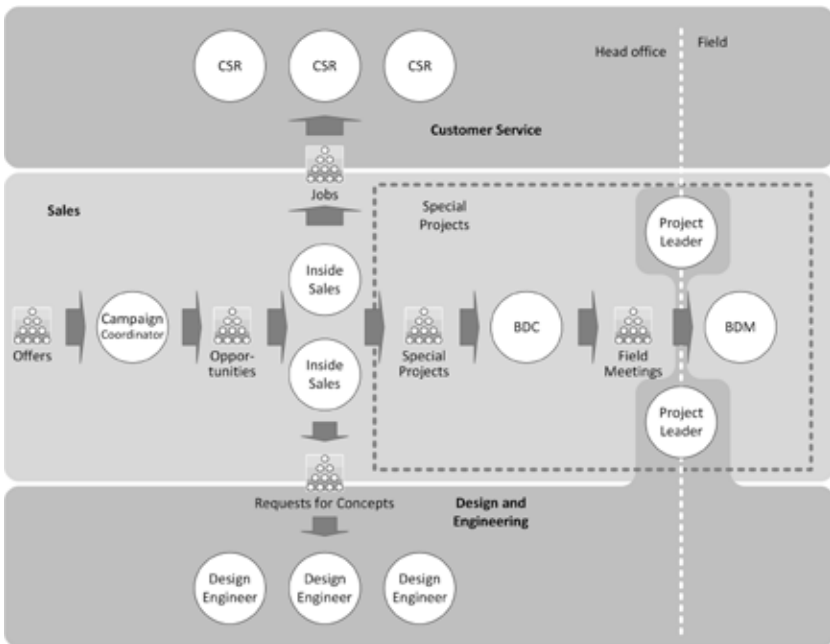 CSR
CSR
CSR
Head office
Field
Customer Service
Jobs
Sales
Special
Projects
Project
Leader
Inside
Sales
Offers
Campaign
Coordinator
Oppor-
tunities
Inside
Sales
Special
Projects
BDC
Field
Meetings
BDM
Project
Leader
Requests for Concepts
Design and
Engineering
Design
Engineer
Design
Engineer
Design
Engineer